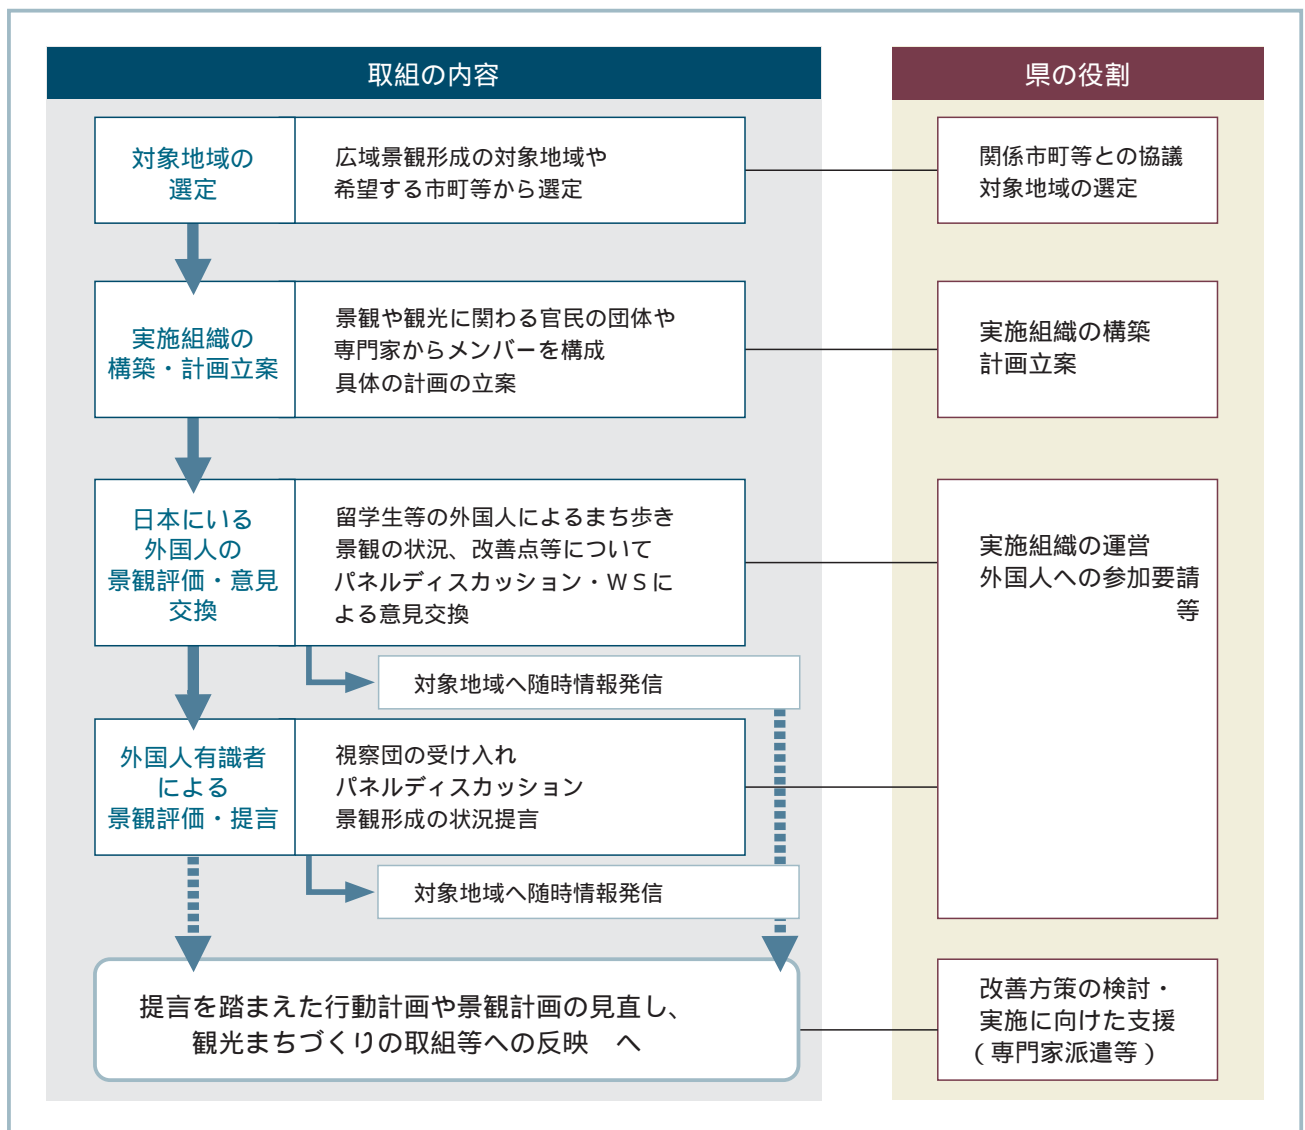 取組の内容
県の役割
対象地域の
選定
広域景観形成の対象地域や
希望する市町等から選定
関係市町等との協議
対象地域の選定
実施組織の
構築・計画立案
景観や観光に関わる官民の団体や
専門家からメンバーを構成
具体の計画の立案
実施組織の構築
計画立案
日本にいる
外国人の
景観評価・意見
交換
留学生等の外国人によるまち歩き
景観の状況、改善点等について
パネルディスカッション・ＷＳに
よる意見交換
実施組織の運営
外国人への参加要請
等
対象地域へ随時情報発信
外国人有識者
による
景観評価・提言
視察団の受け入れ
パネルディスカッション
景観形成の状況提言
対象地域へ随時情報発信
提言を踏まえた行動計画や景観計画の見直し、
観光まちづくりの取組等への反映　へ
改善方策の検討・
実施に向けた支援
(専門家派遣等)